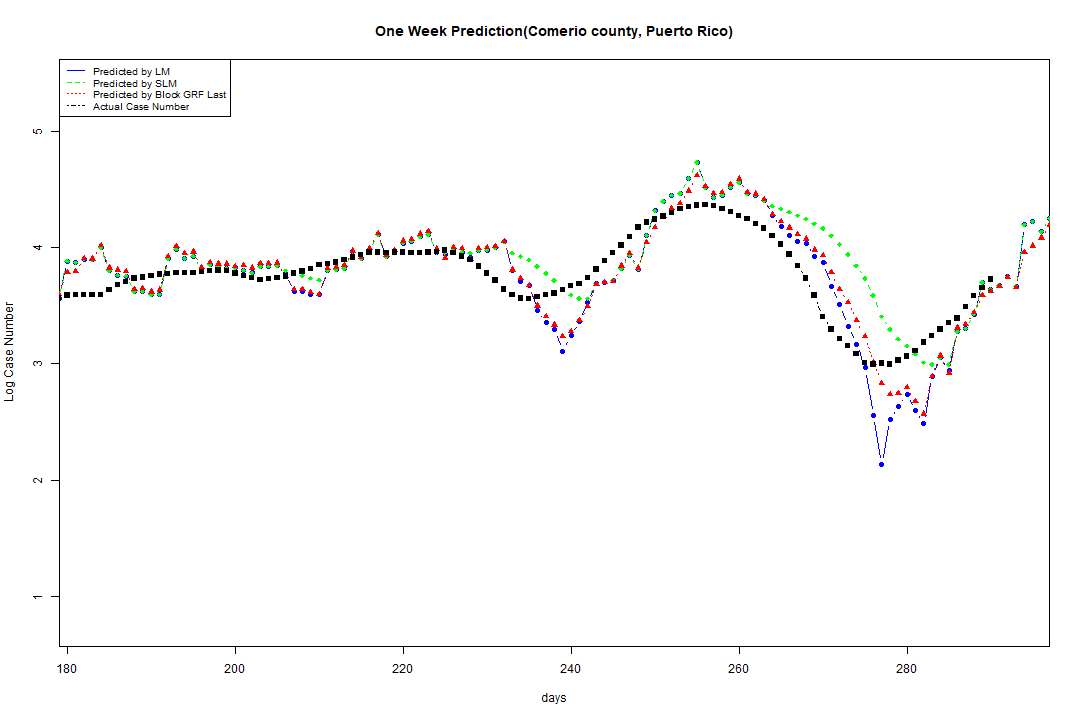 One Week Prediction(Comerio county, Puerto Rico)
Predicted by LM
Predicted by SLM
Predicted by Block GRF Last
Actual Case Number
5
4
3
2
1
Log Case Number
180 200 220 240 260 280
days